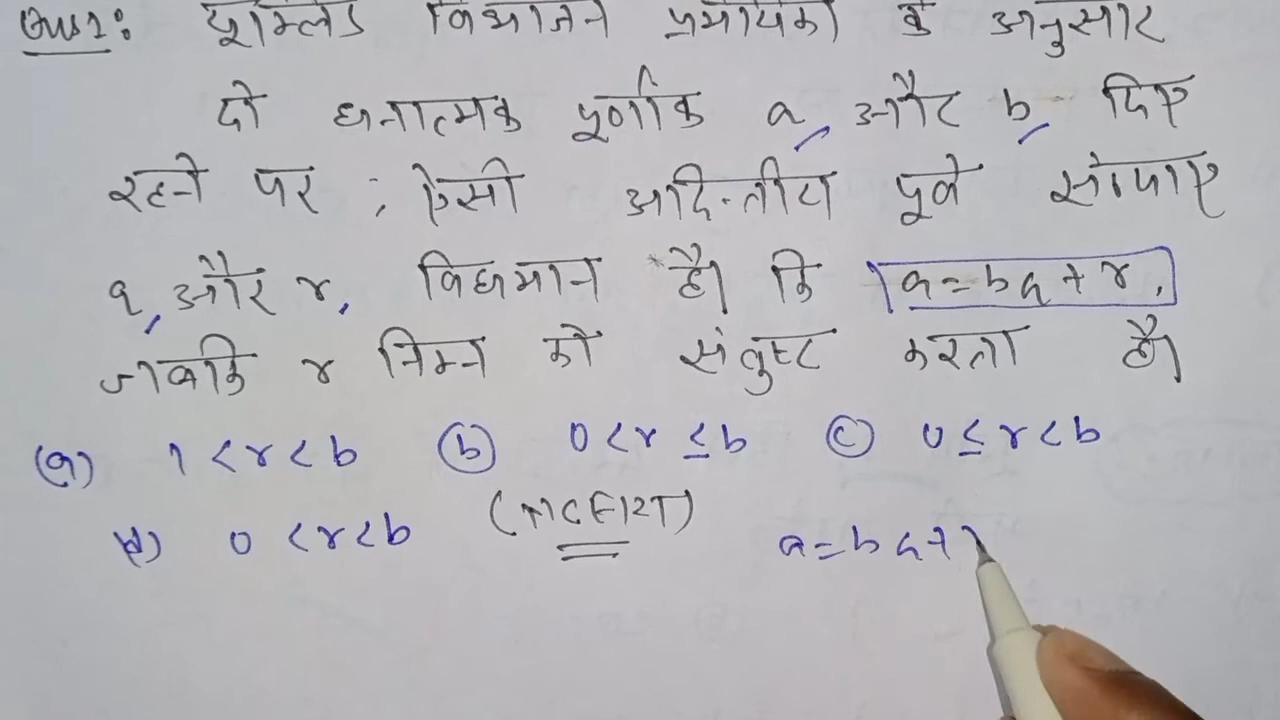 Ques1: यूक्लिड विभाजन प्रमेयिका के अनुसार
दो धनात्मक पूर्णांक a, और b, दिए
रहने पर ; ऐसी अद्वितीय पूर्ण संख्याएं
q, और r, विद्यमान है। कि a=bq+r,
जबकि r निम्न को संतुष्ट करता है।
(a) 1<r<b (b) 0<r≤b (c) 0≤r<b
(d) 0<r<b (NCERT) a=bq+r